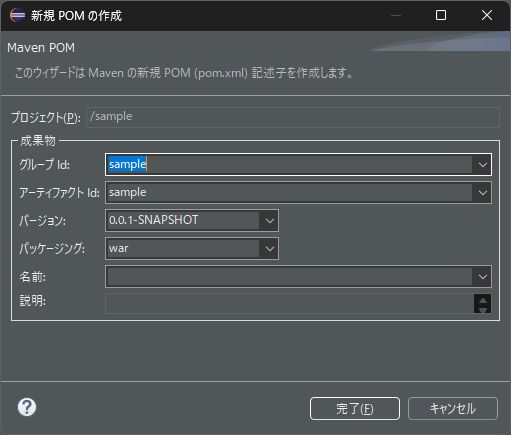 新規 POM の作成
Maven POM
このウィザードは Maven の新規 POM (pom.xml) 記述子を作成します。
プロジェクト(P): /sample
成果物
グループ Id: sample
アーティファクト Id: sample
バージョン: 0.0.1-SNAPSHOT
パッケージング: war
名前:
説明:
?
完了(F) キャンセル